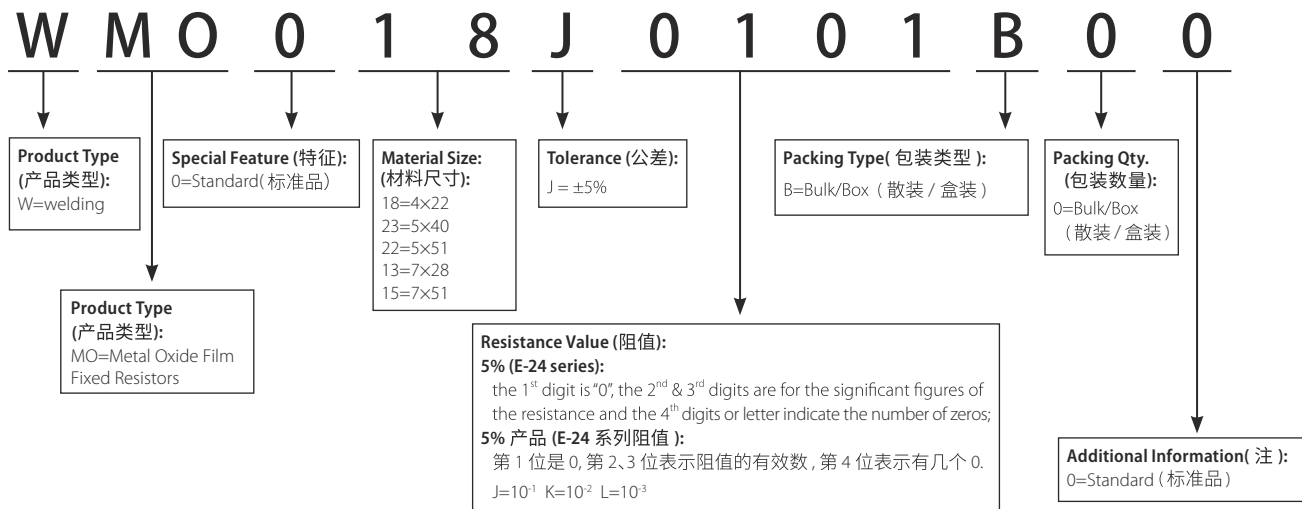 W M O 0 1 8 J 0 1 0 1 B 0 0
Product Type
(产品类型):
W=welding
Special Feature (特征):
0=Standard(标准品)
Material Size:
(材料尺寸):
18=4×22
23=5×40
22=5×51
13=7×28
15=7×51
Tolerance (公差):
J = ±5%
Packing Type( 包装类型 ):
B=Bulk/Box（散装 / 盒装）
Packing Qty.
(包装数量):
0=Bulk/Box
（散装 / 盒装）
Product Type
(产品类型):
MO=Metal Oxide Film
Fixed Resistors
Resistance Value (阻值):
5% (E-24 series):
the 1st digit is "0", the 2nd & 3rd digits are for the significant figures of
the resistance and the 4th digits or letter indicate the number of zeros;
5% 产品 (E-24 系列阻值 ):
第 1 位是 0, 第 2、3 位表示阻值的有效数 , 第 4 位表示有几个 0.
J=10⁻¹ K=10⁻² L=10⁻³
Additional Information( 注 ):
0=Standard（标准品）